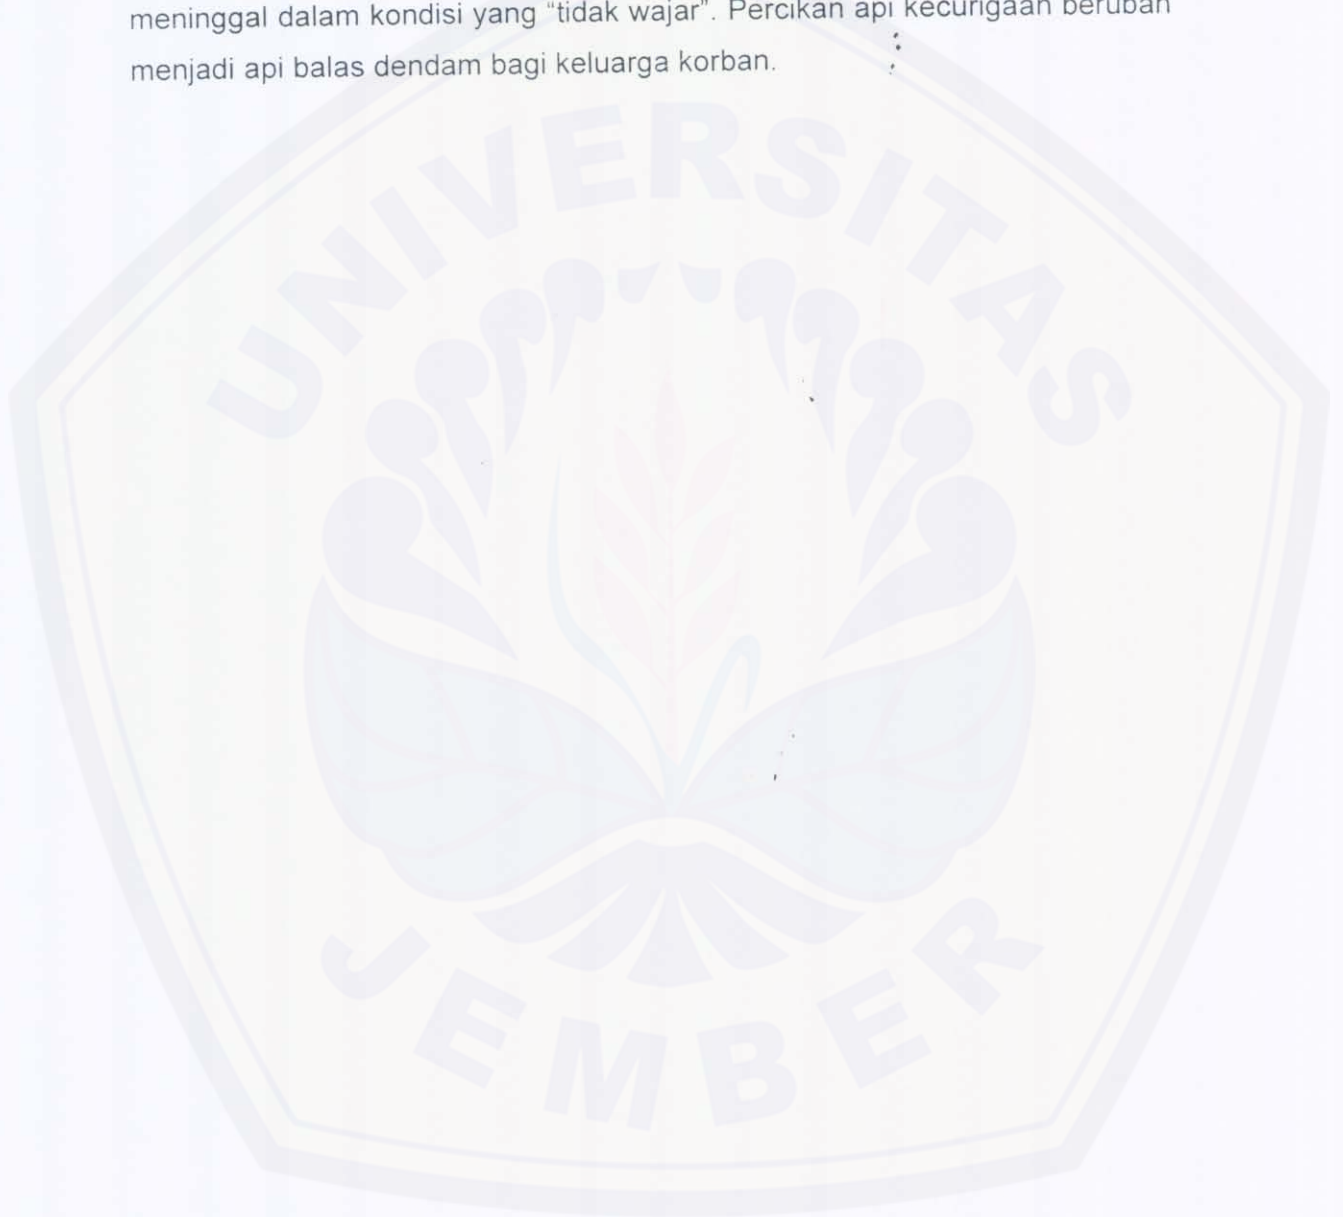 meninggal dalam kondisi yang “tidak wajar”. Percikan api kecurigaan berubah
menjadi api balas dendam bagi keluarga korban.
UNIVERSITAS
JEMBER